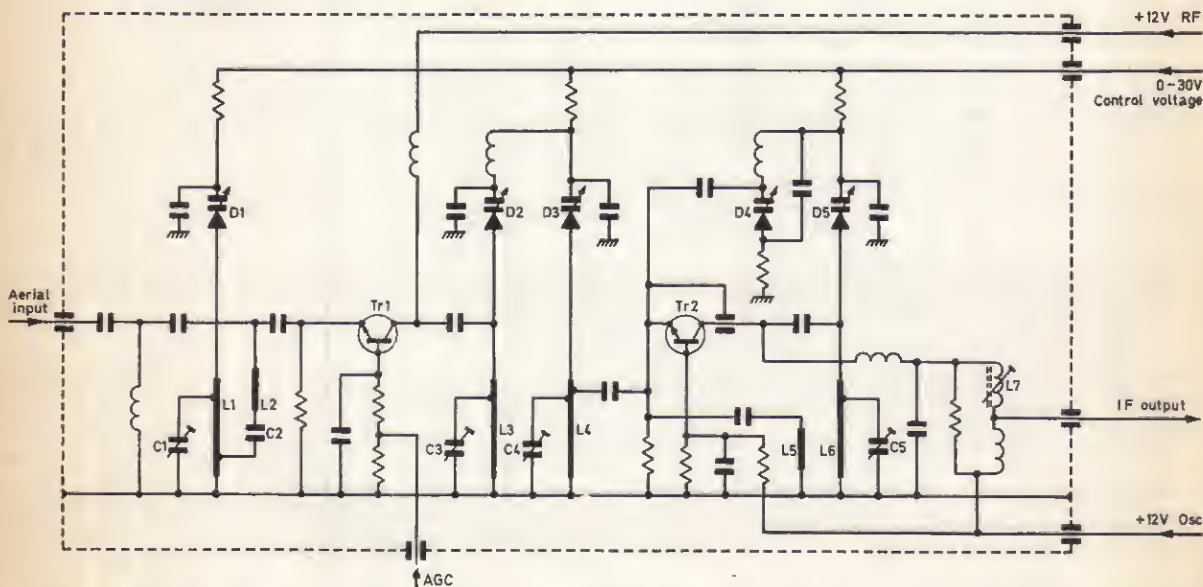 +12V RF
0-30V
Control voltage
D1
D2
D3
D4
D5
Aerial
input
Tr1
Tr2
L1
L2
C1
C2
L3
C3
L4
C4
L5
L6
C5
L7
IF output
+12V Osc
AGC